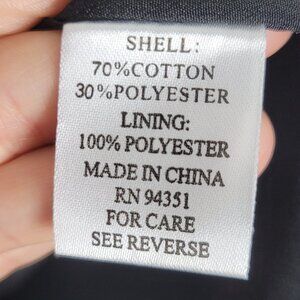 SHELL:
70%COTTON
30%POLYESTER
LINING:
100% POLYESTER
MADE IN CHINA
RN 94351
FOR CARE
SEE REVERSE